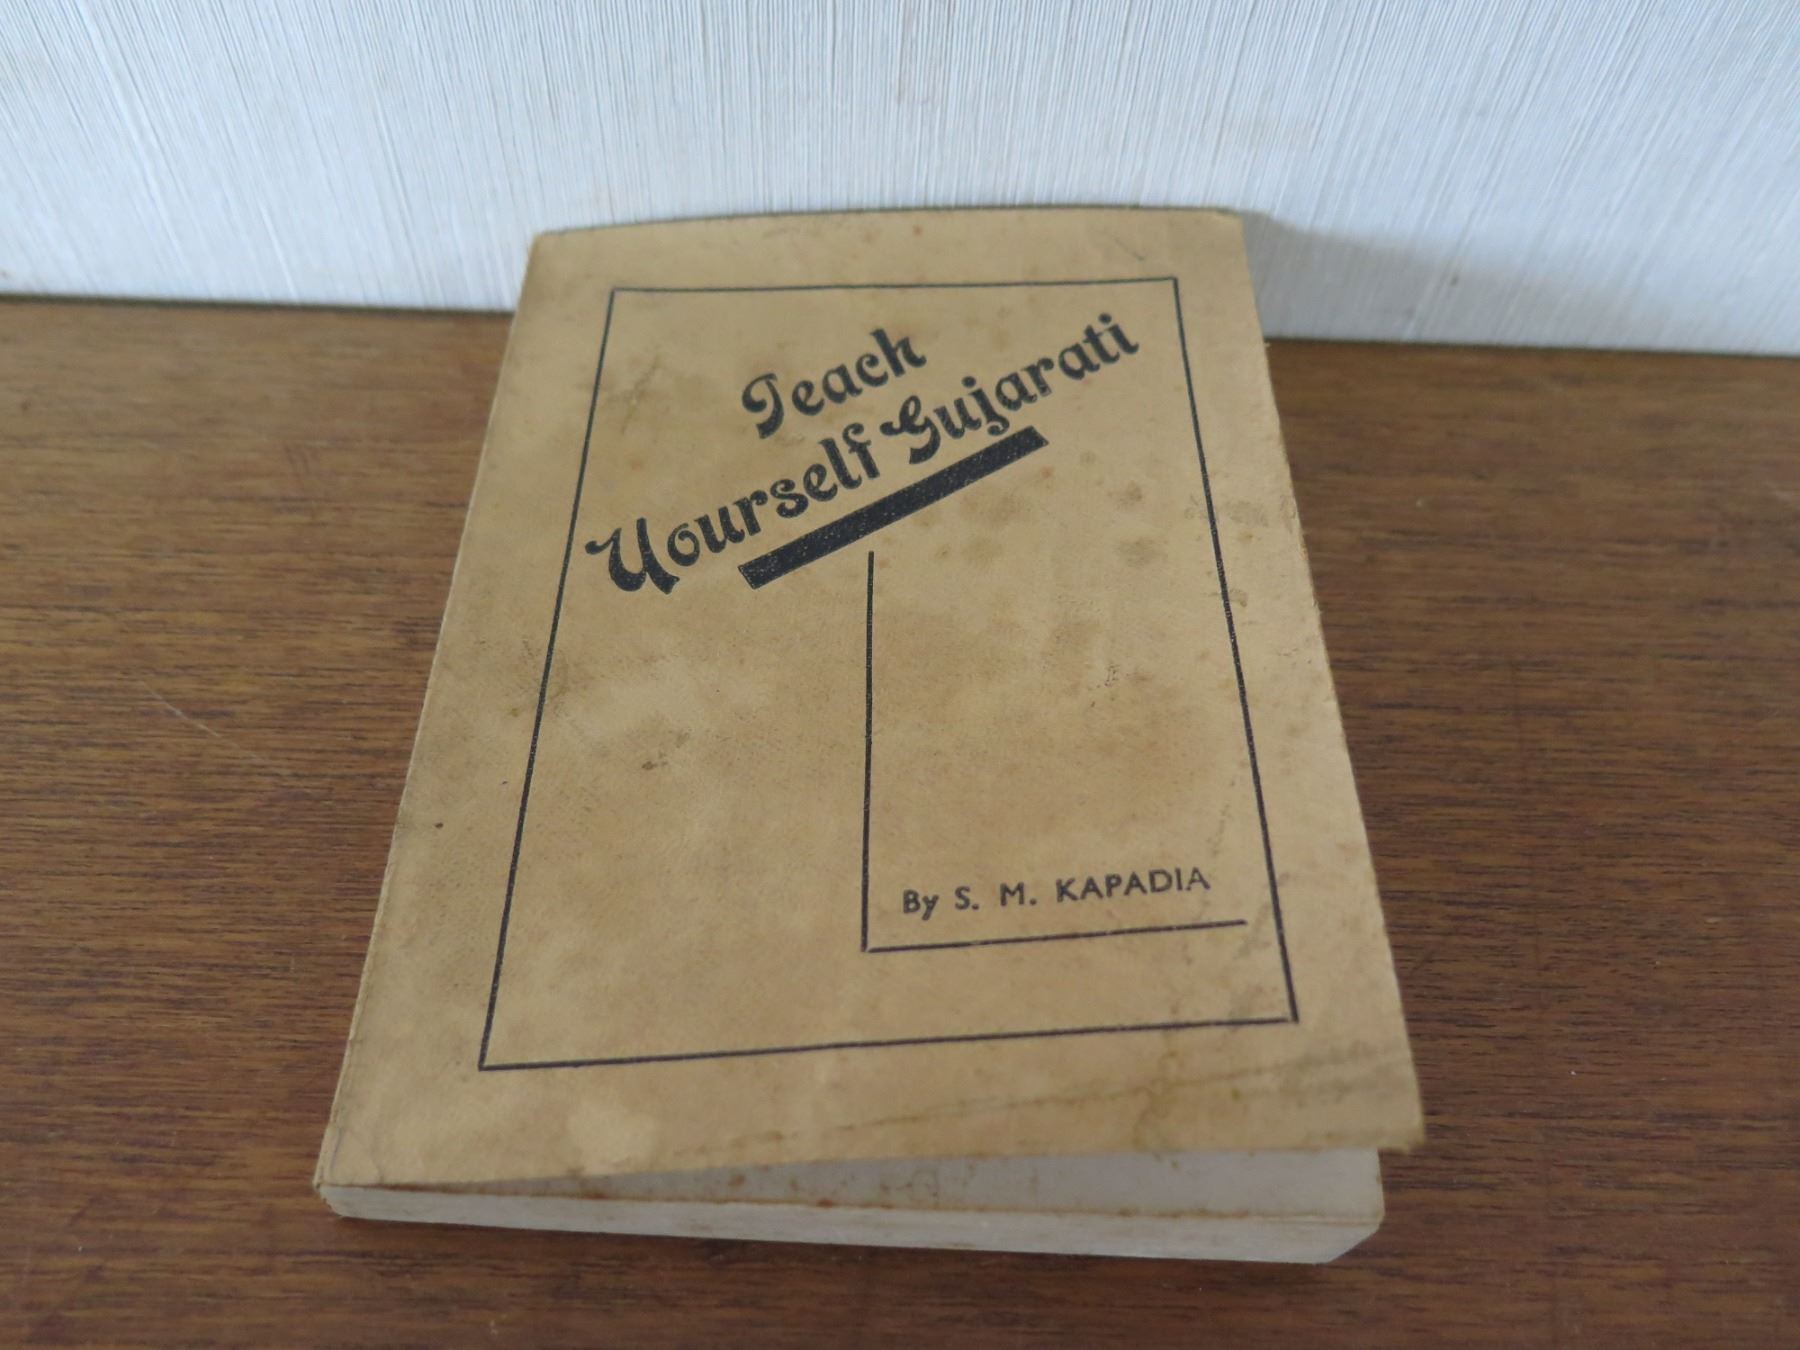 Teach
Yourself Gujarati
By S. M. KAPADIA